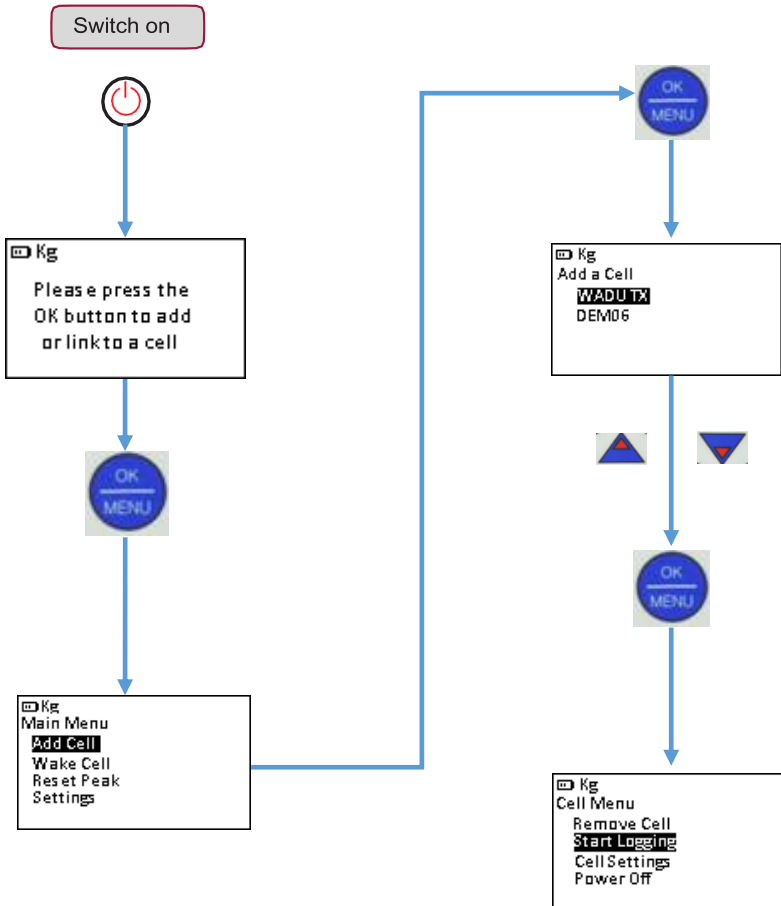 Switch on
Kg
Please press the
OK button to add
or link to a cell
OK
MENU
Kg
Main Menu
Add Cell
Wake Cell
Reset Peak
Settings
OK
MENU
Kg
Add a Cell
WADU TX
DEM06
OK
MENU
Kg
Cell Menu
Remove Cell
Start Logging
Cell Settings
Power Off